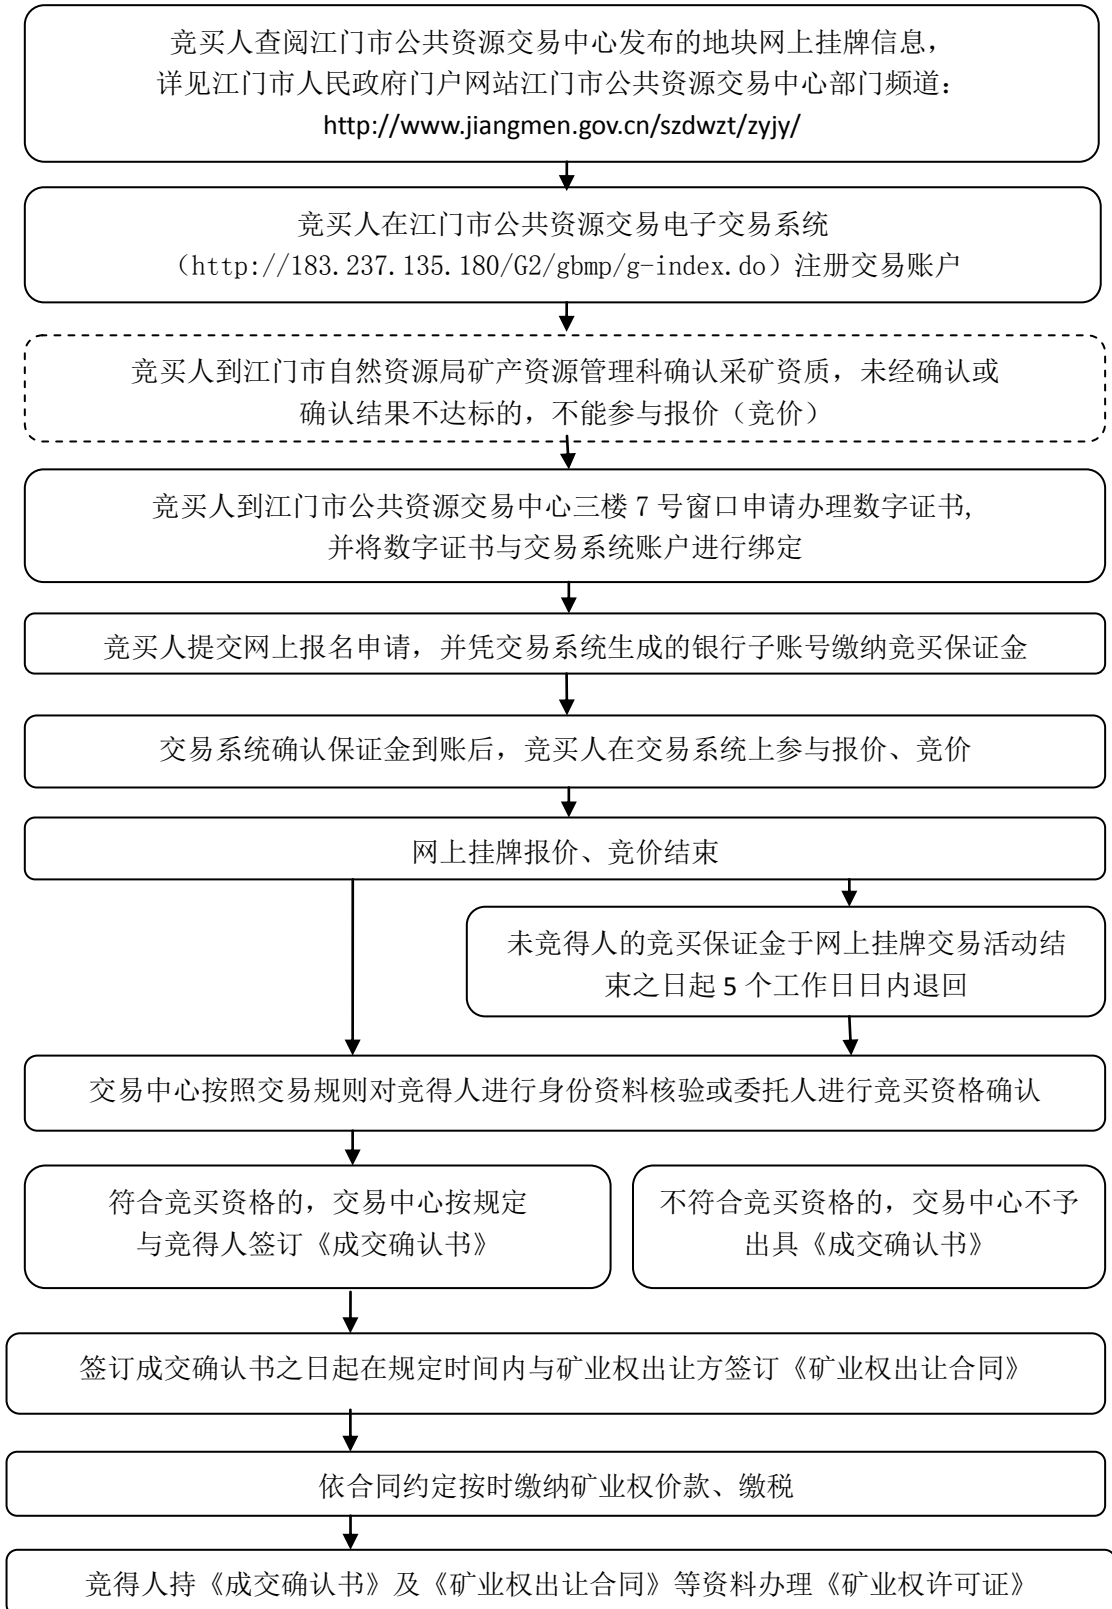 竞买人查阅江门市公共资源交易中心发布的地块网上挂牌信息，
详见江门市人民政府门户网站江门市公共资源交易中心部门频道：
http://www.jiangmen.gov.cn/szdwzt/zyjy/
竞买人在江门市公共资源交易电子交易系统
（http://183.237.135.180/G2/gbmp/g-index.do）注册交易账户
竞买人到江门市自然资源局矿产资源管理科确认采矿资质，未经确认或
确认结果不达标的，不能参与报价（竞价）
竞买人到江门市公共资源交易中心三楼 7 号窗口申请办理数字证书,
并将数字证书与交易系统账户进行绑定
竞买人提交网上报名申请，并凭交易系统生成的银行子账号缴纳竞买保证金
交易系统确认保证金到账后，竞买人在交易系统上参与报价、竞价
网上挂牌报价、竞价结束
未竞得人的竞买保证金于网上挂牌交易活动结
束之日起 5 个工作日日内退回
交易中心按照交易规则对竞得人进行身份资料核验或委托人进行竞买资格确认
符合竞买资格的，交易中心按规定
与竞得人签订《成交确认书》
不符合竞买资格的，交易中心不予
出具《成交确认书》
签订成交确认书之日起在规定时间内与矿业权出让方签订《矿业权出让合同》
依合同约定按时缴纳矿业权价款、缴税
竞得人持《成交确认书》及《矿业权出让合同》等资料办理《矿业权许可证》